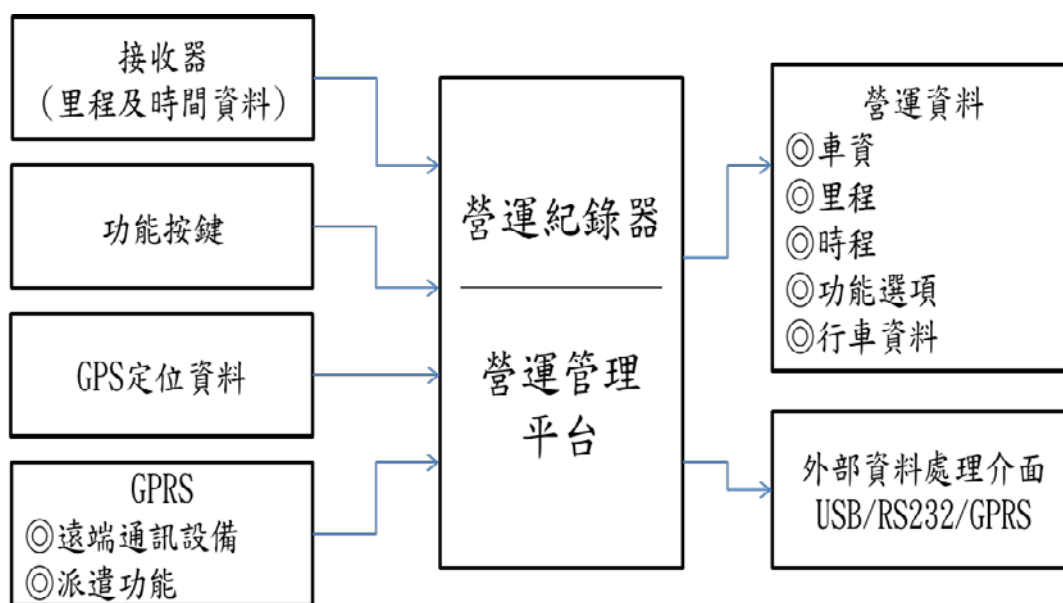 接收器
(里程及時間資料)
功能按鍵
GPS定位資料
GPRS
◎遠端通訊設備
◎派遣功能
營運紀錄器
營運管理
平台
營運資料
◎車資
◎里程
◎時程
◎功能選項
◎行車資料
外部資料處理介面
USB/RS232/GPRS